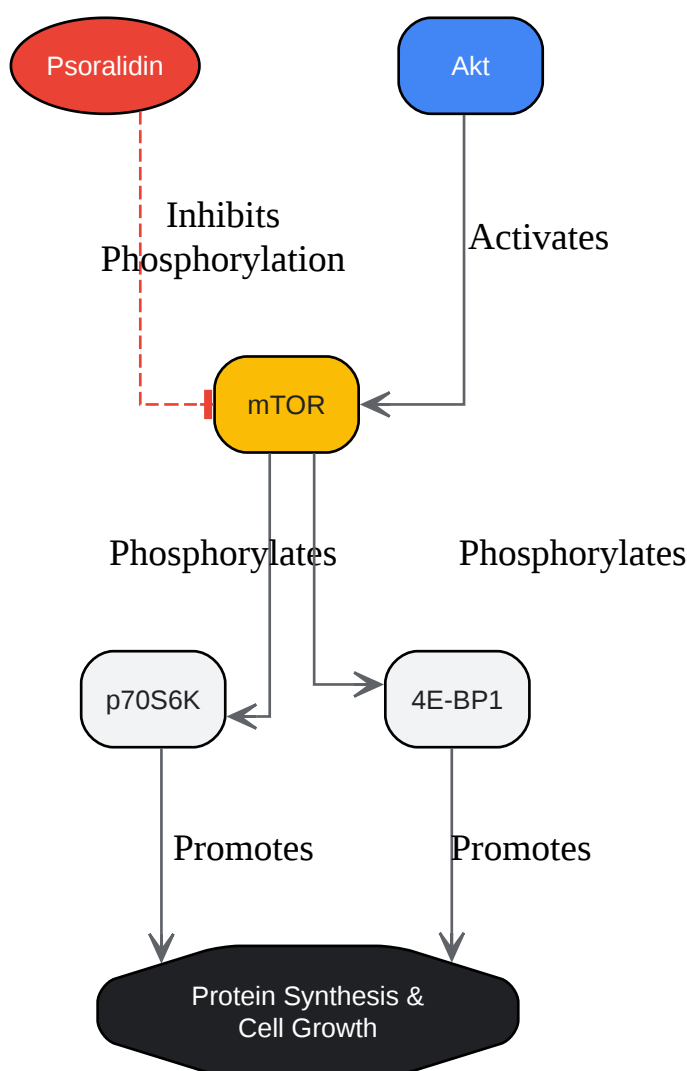 Psoralidin
Akt
Inhibits
Phosphorylation
Activates
mTOR
Phosphorylates
Phosphorylates
p70S6K
4E-BP1
Promotes
Promotes
Protein Synthesis &
Cell Growth